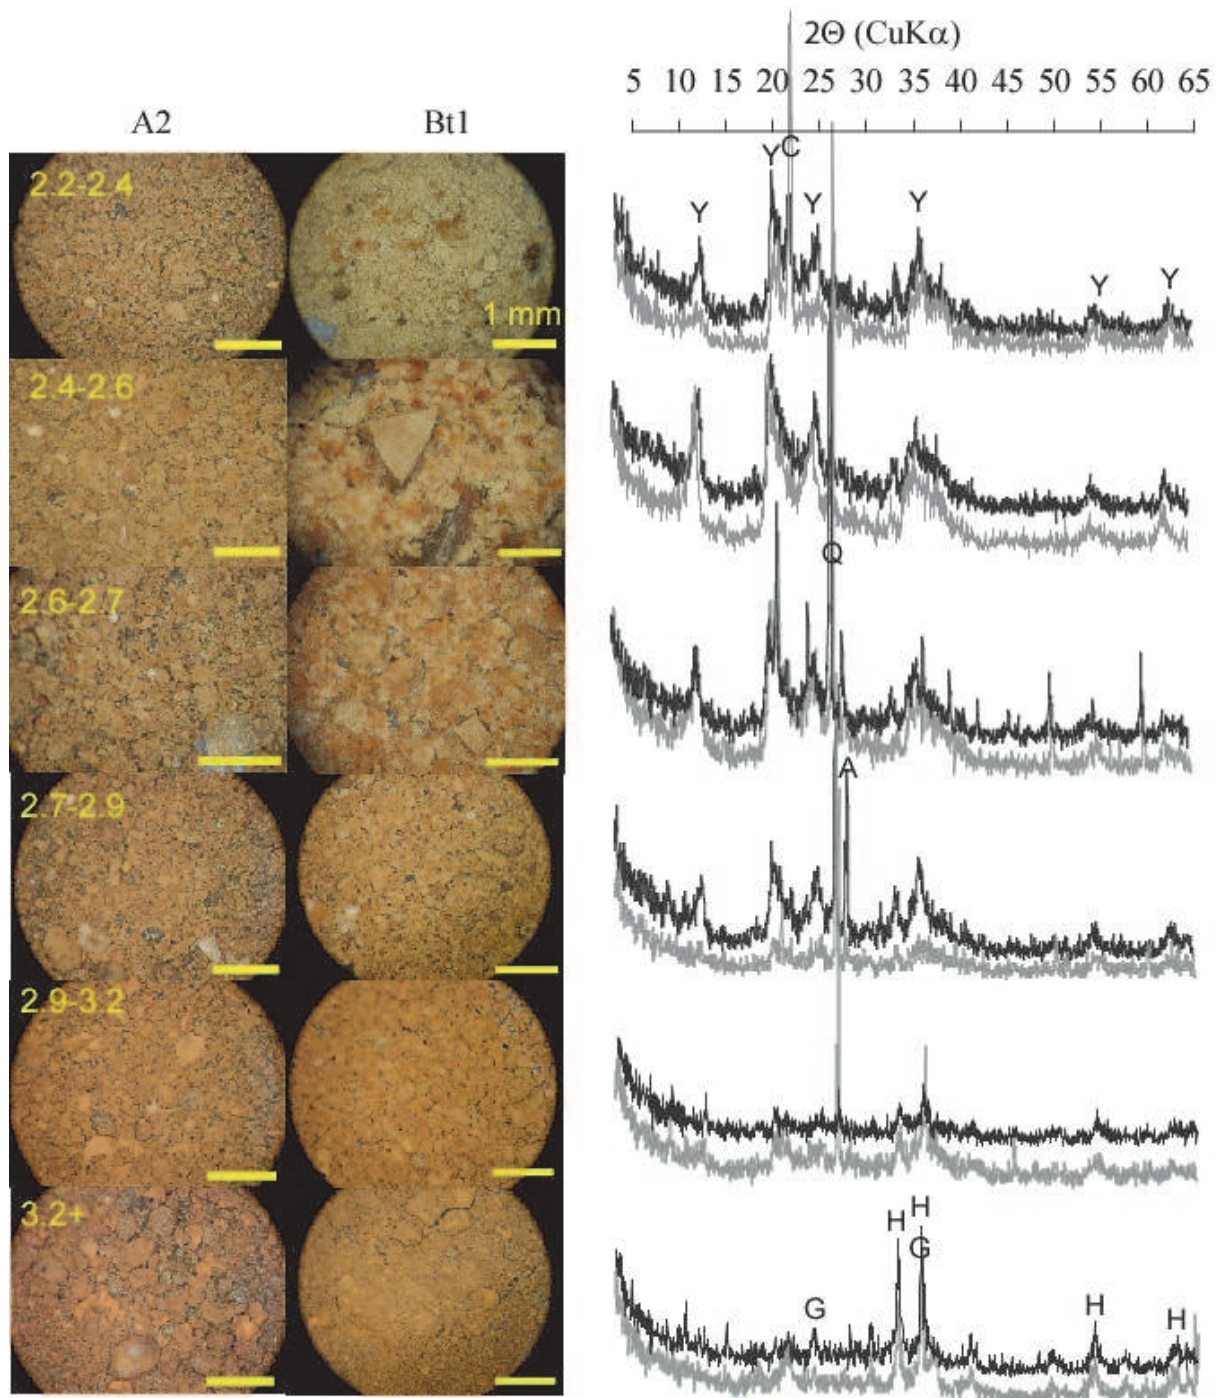 2Θ (CuKα)
5 10 15 20 25 30 35 40 45 50 55 60 65
A2 Bt1
2.2-2.4
1 mm
Y C
Y Y Y
Y Y
2.4-2.6
Q
2.6-2.7
A
2.7-2.9
2.9-3.2
3.2+
H
H
G
G H
H